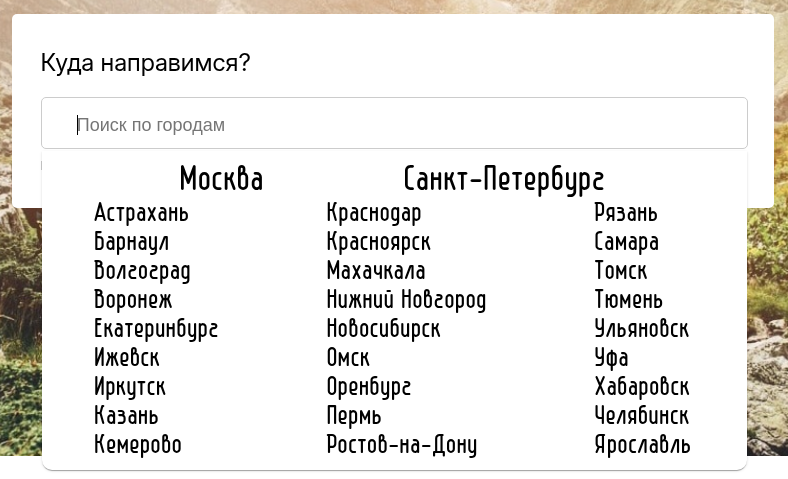 Куда направимся?
Поиск по городам
Москва Санкт-Петербург
Астрахань Краснодар Рязань
Барнаул Красноярск Самара
Волгоград Махачкала Томск
Воронеж Нижний Новгород Тюмень
Екатеринбург Новосибирск Ульяновск
Ижевск Омск Уфа
Иркутск Оренбург Хабаровск
Казань Пермь Челябинск
Кемерово Ростов-на-Дону Ярославль